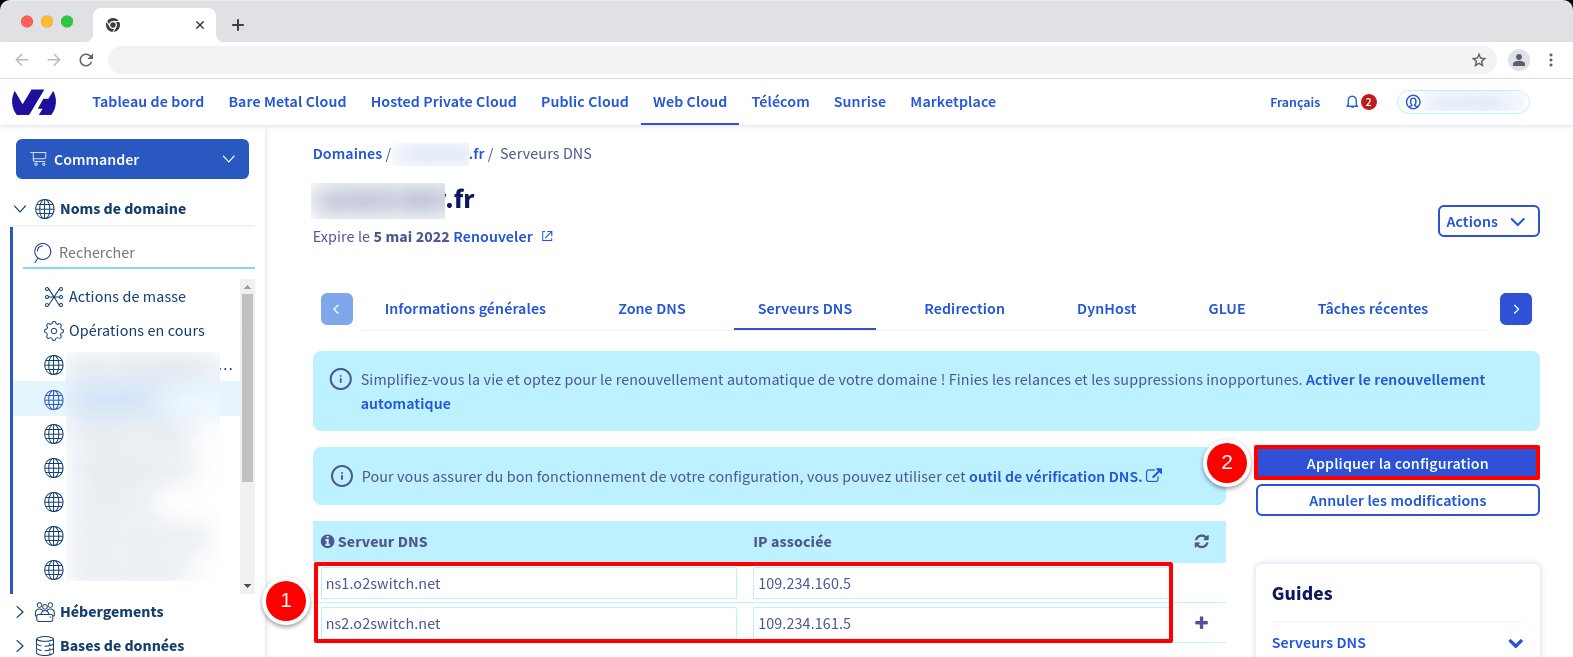 Tableau de bord Bare Metal Cloud Hosted Private Cloud Public Cloud Web Cloud Télécom Sunrise Marketplace Français 2
Commander
Noms de domaine
Rechercher
Actions de masse
Opérations en cours
...
Hébergements
Bases de données
Domaines / .fr / Serveurs DNS
.fr
Expire le 5 mai 2022 Renouveler
Actions
Informations générales Zone DNS Serveurs DNS Redirection DynHost GLUE Tâches récentes
Simplifiez-vous la vie et optez pour le renouvellement automatique de votre domaine ! Finies les relances et les suppressions inopportunes. Activer le renouvellement
automatique
Pour vous assurer du bon fonctionnement de votre configuration, vous pouvez utiliser cet outil de vérification DNS.
2
Appliquer la configuration
Annuler les modifications
Serveur DNS IP associée
1
ns1.o2switch.net 109.234.160.5
ns2.o2switch.net 109.234.161.5
Guides
Serveurs DNS